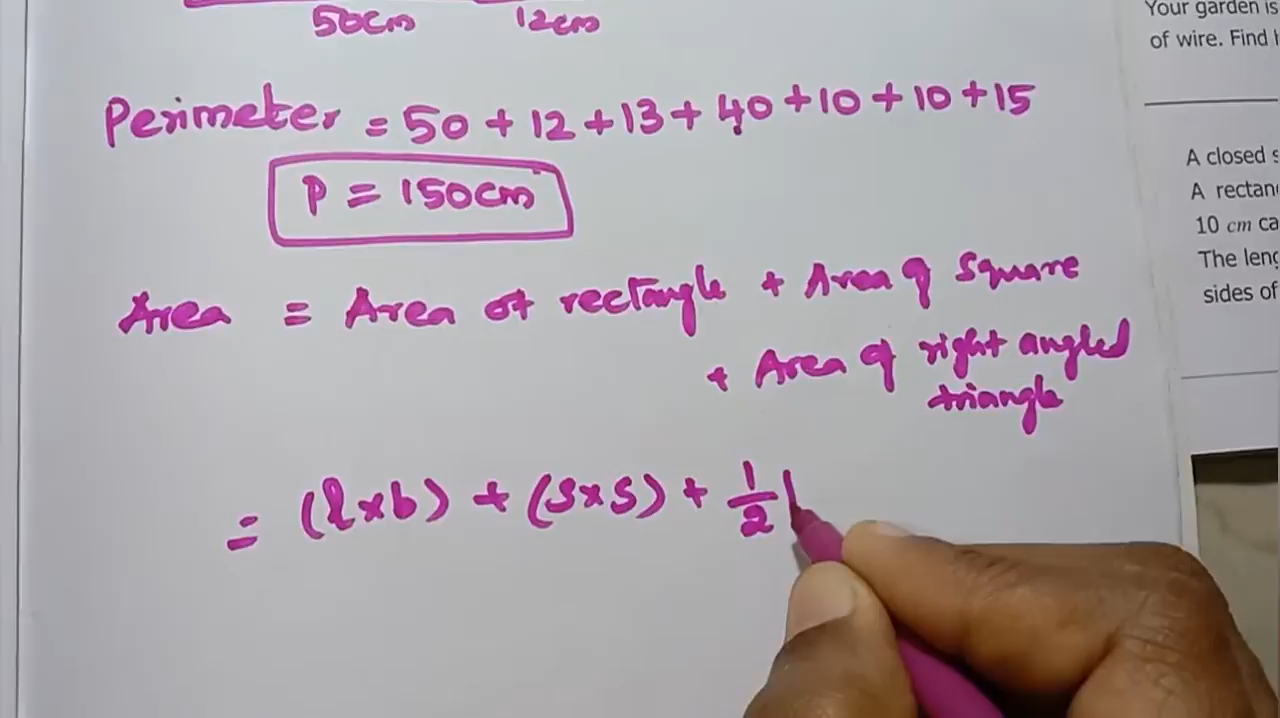 50cm 12cm
Perimeter = 50 + 12 + 13 + 40 + 10 + 10 + 15
P = 150cm
Area = Area of rectangle + Area of square
+ Area of right angled
triangle
= (l×b) + (s×s) + 1/2
Your garden is
of wire. Find
A closed
A rectan
10 cm ca
The leng
sides of